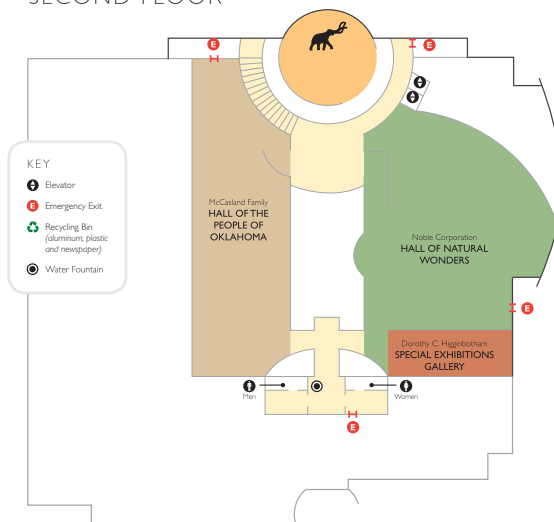 SECOND FLOOR
E
E
KEY
Elevator
E Emergency Exit
Recycling Bin
(aluminum, plastic
and newspaper)
Water Fountain
McCasland Family
HALL OF THE
PEOPLE OF
OKLAHOMA
Noble Corporation
HALL OF NATURAL
WONDERS
E
Dorothy C. Higginbotham
SPECIAL EXHIBITIONS
GALLERY
Men
Women
E